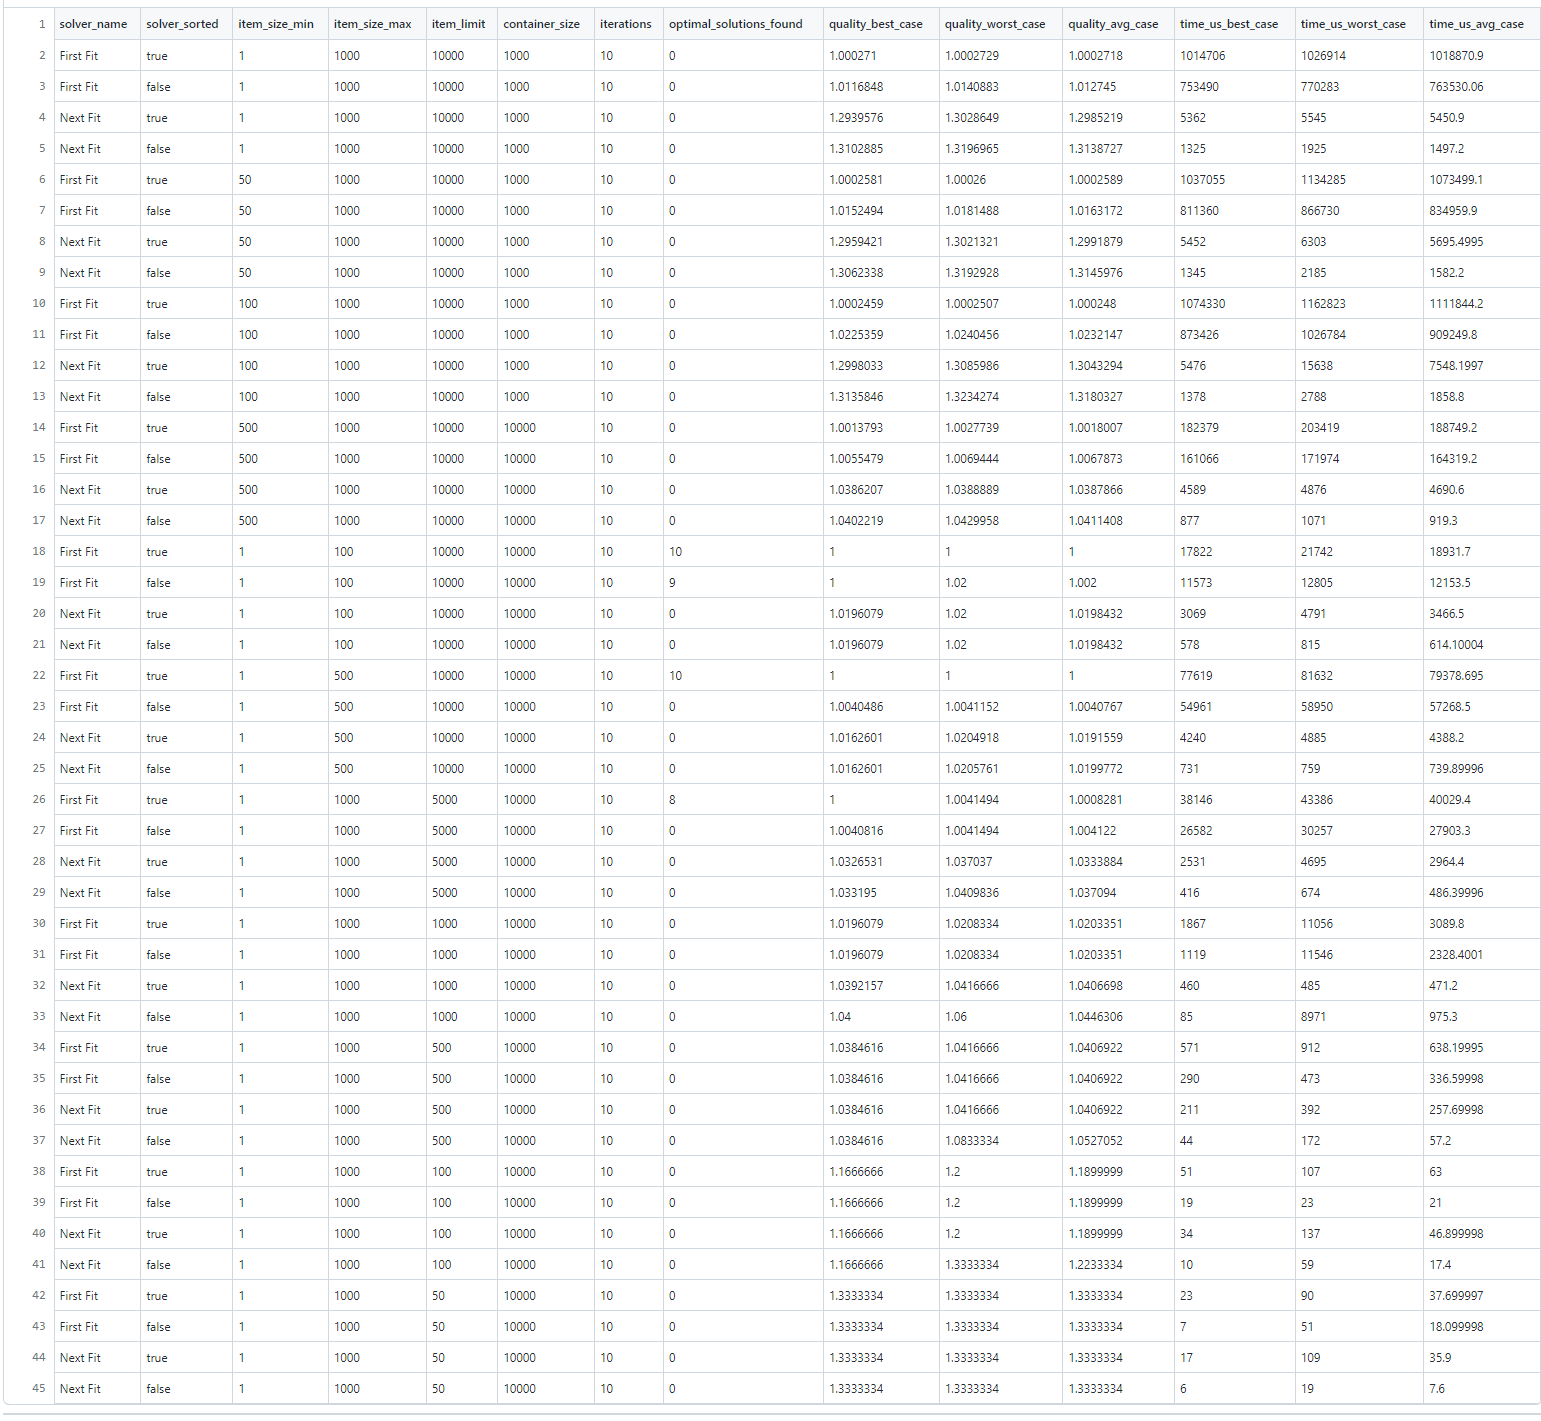 1 solver_name solver_sorted item_size_min item_size_max item_limit container_size iterations optimal_solutions_found quality_best_case quality_worst_case quality_avg_case time_us_best_case time_us_worst_case time_us_avg_case
2 First Fit true 1 1000 10000 1000 10 0 1.000271 1.0002729 1.0002718 1014706 1026914 1018870.9
3 First Fit false 1 1000 10000 1000 10 0 1.0116848 1.0140883 1.012745 753490 770283 763530.06
4 Next Fit true 1 1000 10000 1000 10 0 1.2939576 1.3028649 1.2985219 5362 5545 5450.9
5 Next Fit false 1 1000 10000 1000 10 0 1.3102885 1.3196965 1.3138727 1325 1925 1497.2
6 First Fit true 50 1000 10000 1000 10 0 1.0002581 1.00026 1.0002589 1037055 1134285 1073499.1
7 First Fit false 50 1000 10000 1000 10 0 1.0152494 1.0181488 1.0163172 811360 866730 834959.9
8 Next Fit true 50 1000 10000 1000 10 0 1.2959421 1.3021321 1.2991879 5452 6303 5695.4995
9 Next Fit false 50 1000 10000 1000 10 0 1.3062338 1.3192928 1.3145976 1345 2185 1582.2
10 First Fit true 100 1000 10000 1000 10 0 1.0002459 1.0002507 1.000248 1074330 1162823 1111844.2
11 First Fit false 100 1000 10000 1000 10 0 1.0225359 1.0240456 1.0232147 873426 1026784 909249.8
12 Next Fit true 100 1000 10000 1000 10 0 1.2998033 1.3085986 1.3043294 5476 15638 7548.1997
13 Next Fit false 100 1000 10000 1000 10 0 1.3135846 1.3234274 1.3180327 1378 2788 1858.8
14 First Fit true 500 1000 10000 10000 10 0 1.0013793 1.0027739 1.0018007 182379 203419 188749.2
15 First Fit false 500 1000 10000 10000 10 0 1.0055479 1.0069444 1.0067873 161066 171974 164319.2
16 Next Fit true 500 1000 10000 10000 10 0 1.0386207 1.0388889 1.0387866 4589 4876 4690.6
17 Next Fit false 500 1000 10000 10000 10 0 1.0402219 1.0429958 1.0411408 877 1071 919.3
18 First Fit true 1 100 10000 10000 10 10 1 1 1 17822 21742 18931.7
19 First Fit false 1 100 10000 10000 10 9 1 1.02 1.002 11573 12805 12153.5
20 Next Fit true 1 100 10000 10000 10 0 1.0196079 1.02 1.0198432 3069 4791 3466.5
21 Next Fit false 1 100 10000 10000 10 0 1.0196079 1.02 1.0198432 578 815 614.10004
22 First Fit true 1 500 10000 10000 10 10 1 1 1 77619 81632 79378.695
23 First Fit false 1 500 10000 10000 10 0 1.0040486 1.0041152 1.0040767 54961 58950 57268.5
24 Next Fit true 1 500 10000 10000 10 0 1.0162601 1.0204918 1.0191559 4240 4885 4388.2
25 Next Fit false 1 500 10000 10000 10 0 1.0162601 1.0205761 1.0199772 731 759 739.89996
26 First Fit true 1 1000 5000 10000 10 8 1 1.0041494 1.0008281 38146 43386 40029.4
27 First Fit false 1 1000 5000 10000 10 0 1.0040816 1.0041494 1.004122 26582 30257 27903.3
28 Next Fit true 1 1000 5000 10000 10 0 1.0326531 1.037037 1.0333884 2531 4695 2964.4
29 Next Fit false 1 1000 5000 10000 10 0 1.033195 1.0409836 1.037094 416 674 486.39996
30 First Fit true 1 1000 1000 10000 10 0 1.0196079 1.0208334 1.0203351 1867 11056 3089.8
31 First Fit false 1 1000 1000 10000 10 0 1.0196079 1.0208334 1.0203351 1119 11546 2328.4001
32 Next Fit true 1 1000 1000 10000 10 0 1.0392157 1.0416666 1.0406698 460 485 471.2
33 Next Fit false 1 1000 1000 10000 10 0 1.04 1.06 1.0446306 85 8971 975.3
34 First Fit true 1 1000 500 10000 10 0 1.0384616 1.0416666 1.0406922 571 912 638.19995
35 First Fit false 1 1000 500 10000 10 0 1.0384616 1.0416666 1.0406922 290 473 336.59998
36 Next Fit true 1 1000 500 10000 10 0 1.0384616 1.0416666 1.0406922 211 392 257.69998
37 Next Fit false 1 1000 500 10000 10 0 1.0384616 1.0833334 1.0527052 44 172 57.2
38 First Fit true 1 1000 100 10000 10 0 1.1666666 1.2 1.1899999 51 107 63
39 First Fit false 1 1000 100 10000 10 0 1.1666666 1.2 1.1899999 19 23 21
40 Next Fit true 1 1000 100 10000 10 0 1.1666666 1.2 1.1899999 34 137 46.899998
41 Next Fit false 1 1000 100 10000 10 0 1.1666666 1.3333334 1.2233334 10 59 17.4
42 First Fit true 1 1000 50 10000 10 0 1.3333334 1.3333334 1.3333334 23 90 37.699997
43 First Fit false 1 1000 50 10000 10 0 1.3333334 1.3333334 1.3333334 7 51 18.099998
44 Next Fit true 1 1000 50 10000 10 0 1.3333334 1.3333334 1.3333334 17 109 35.9
45 Next Fit false 1 1000 50 10000 10 0 1.3333334 1.3333334 1.3333334 6 19 7.6